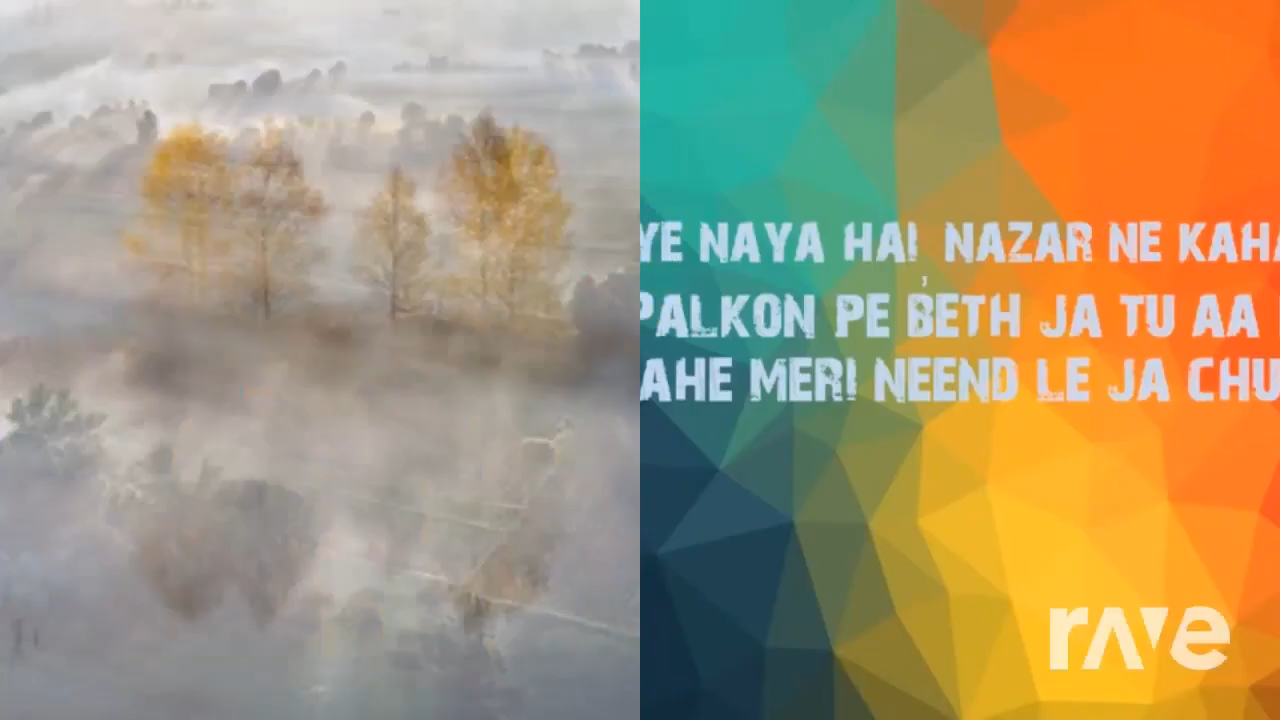 YE NAYA HAI, NAZAR NE KAHA
PALKON PE BETH JA TU AA
AHE MERI NEEND LE JA CHU
rave